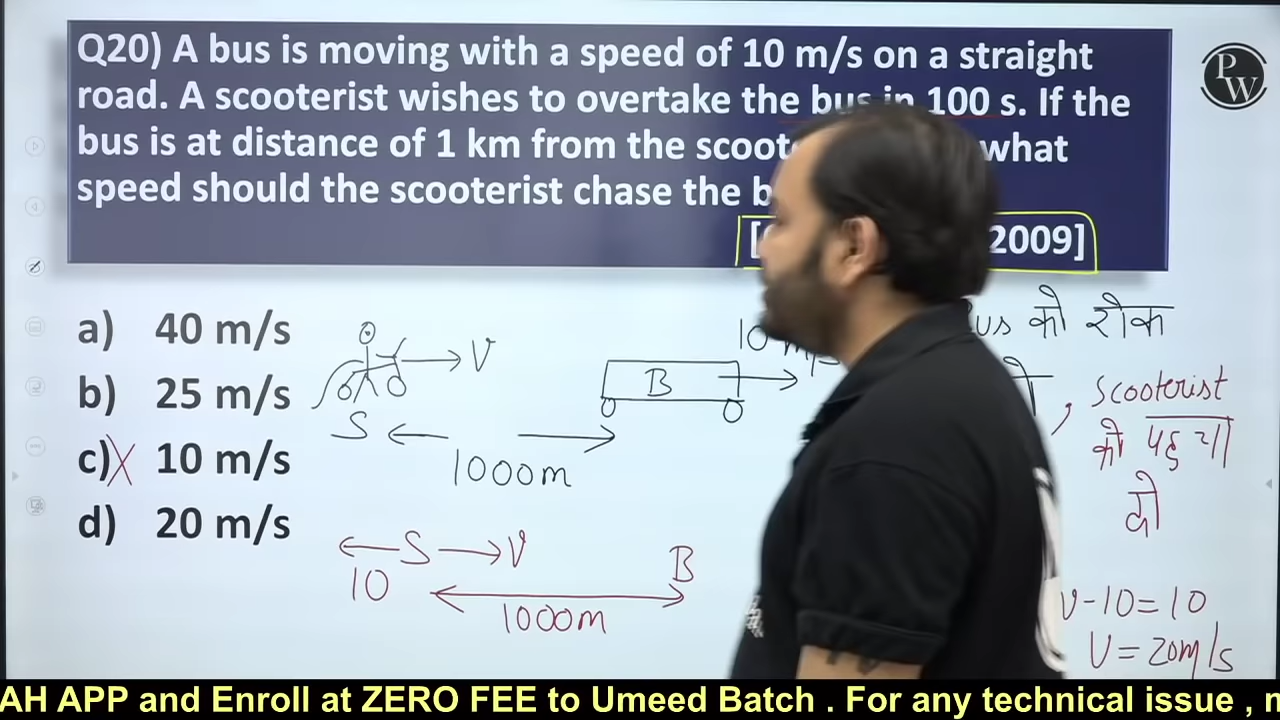 Q20) A bus is moving with a speed of 10 m/s on a straight
road. A scooterist wishes to overtake the bus in 100 s. If the
bus is at distance of 1 km from the what
speed should the scooterist chase the
2009]
PW
a) 40 m/s
b) 25 m/s
c) 10 m/s
d) 20 m/s
V
S
1000m
B
10
को रोक
Scooterist
को पहुचा
दो
S V
10
B
1000m
V-10=10
V=20m/s
AH APP and Enroll at ZERO FEE to Umeed Batch . For any technical issue ,